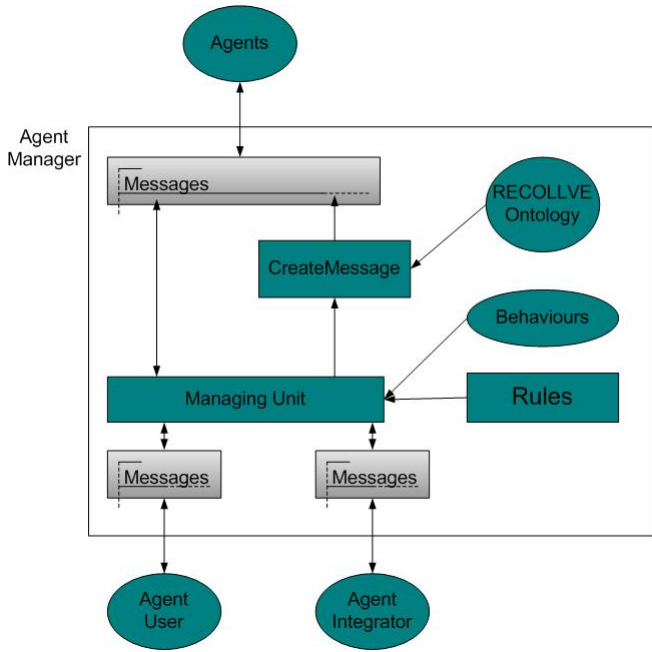 Agents
Agent
Manager
Messages
RECOLLVE
Ontology
CreateMessage
Behaviours
Managing Unit
Rules
Messages
Messages
Agent
User
Agent
Integrator